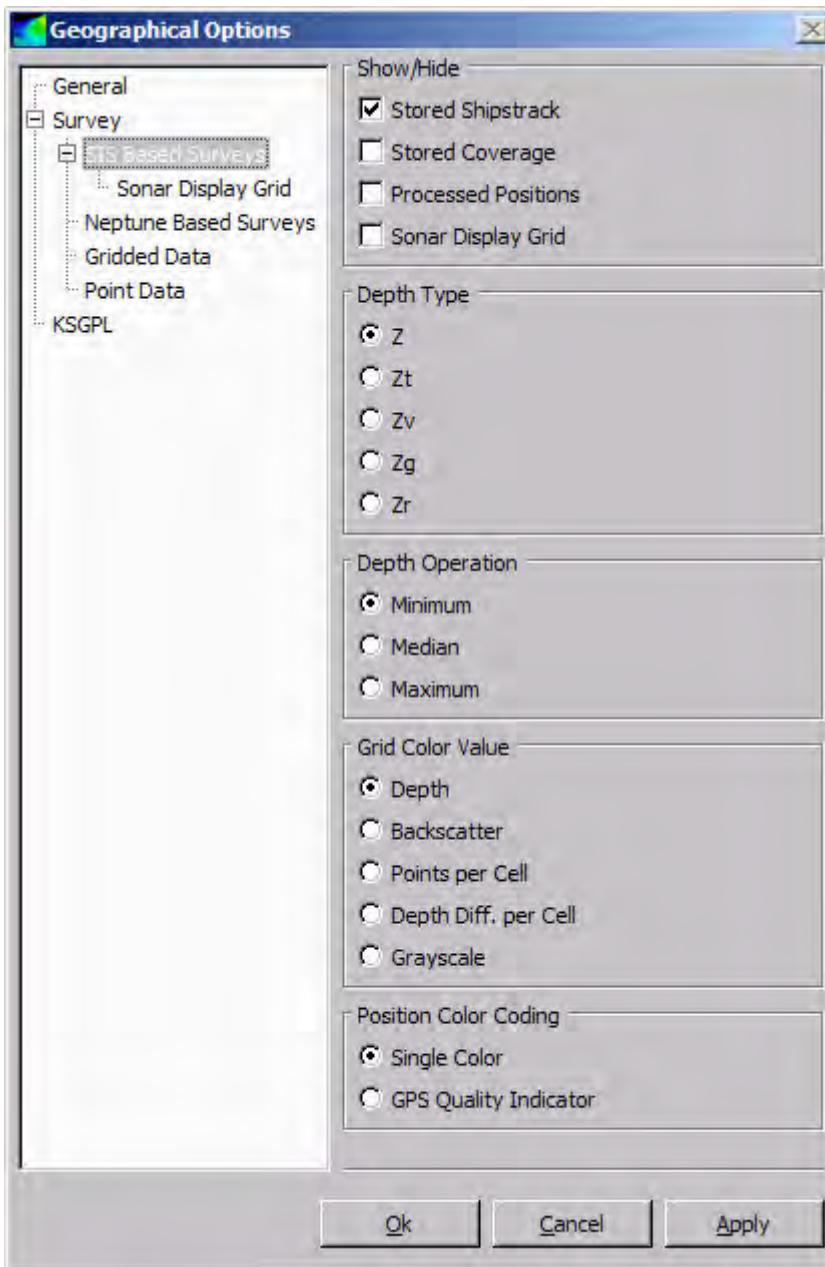 Geographical Options
General
Survey
SIS Based Surveys
Sonar Display Grid
Neptune Based Surveys
Gridded Data
Point Data
KSGPL
Show/Hide
Stored Shipstrack
Stored Coverage
Processed Positions
Sonar Display Grid
Depth Type
Z
Zt
Zv
Zg
Zr
Depth Operation
Minimum
Median
Maximum
Grid Color Value
Depth
Backscatter
Points per Cell
Depth Diff. per Cell
Grayscale
Position Color Coding
Single Color
GPS Quality Indicator
Ok
Cancel
Apply